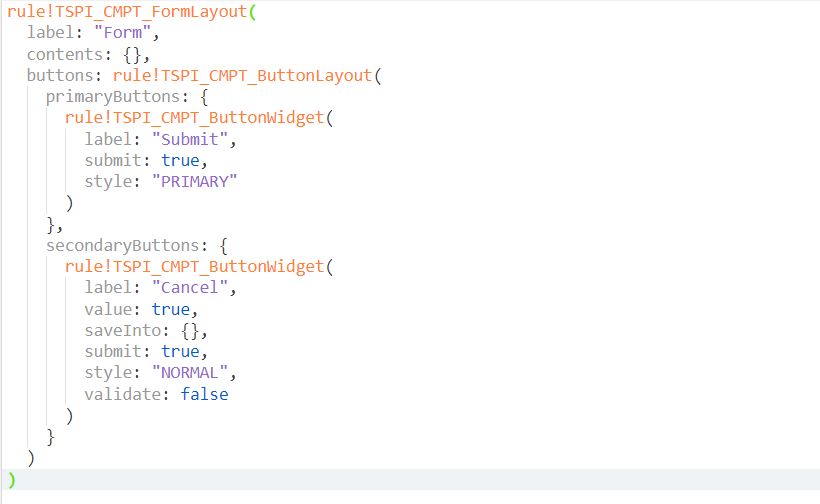 rule!TSPI_CMPT_FormLayout(
  label: "Form",
  contents: {},
  buttons: rule!TSPI_CMPT_ButtonLayout(
    primaryButtons: {
      rule!TSPI_CMPT_ButtonWidget(
        label: "Submit",
        submit: true,
        style: "PRIMARY"
      )
    },
    secondaryButtons: {
      rule!TSPI_CMPT_ButtonWidget(
        label: "Cancel",
        value: true,
        saveInto: {},
        submit: true,
        style: "NORMAL",
        validate: false
      )
    }
  )
)